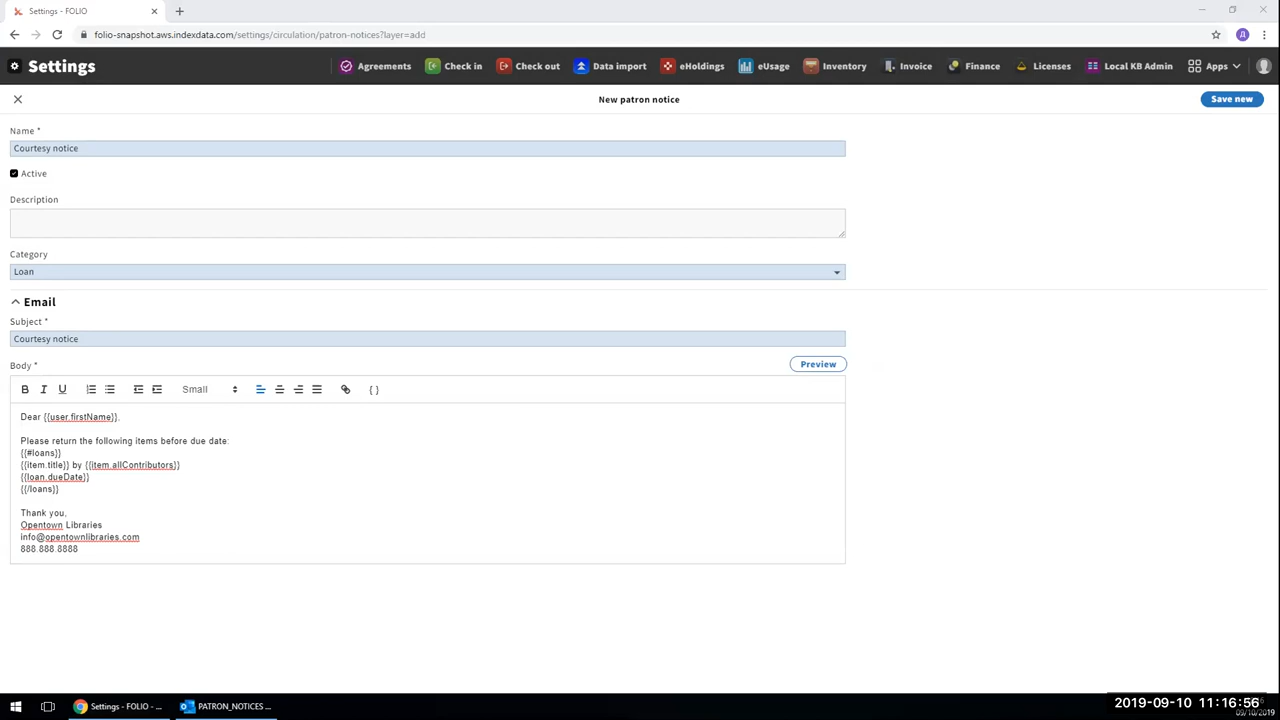 Settings - FOLIO
folio-snapshot.aws.indexdata.com/settings/circulation/patron-notices?layer=add
Д
Settings
Agreements
Check in
Check out
Data import
eHoldings
eUsage
Inventory
Invoice
Finance
Licenses
Local KB Admin
Apps
New patron notice
Save new
Name *
Courtesy notice
Active
Description
Category
Loan
Email
Subject *
Courtesy notice
Body *
Preview
B I U Small { }
Dear {{user.firstName}},
Please return the following items before due date:
{{#loans}}
{{item.title}} by {{item.allContributors}}
{{loan.dueDate}}
{{/loans}}
Thank you,
Opentown Libraries
info@opentownlibraries.com
888.888.8888
Settings - FOLIO - ...
PATRON_NOTICES ...
2019-09-10 11:16:56
09/10/2019